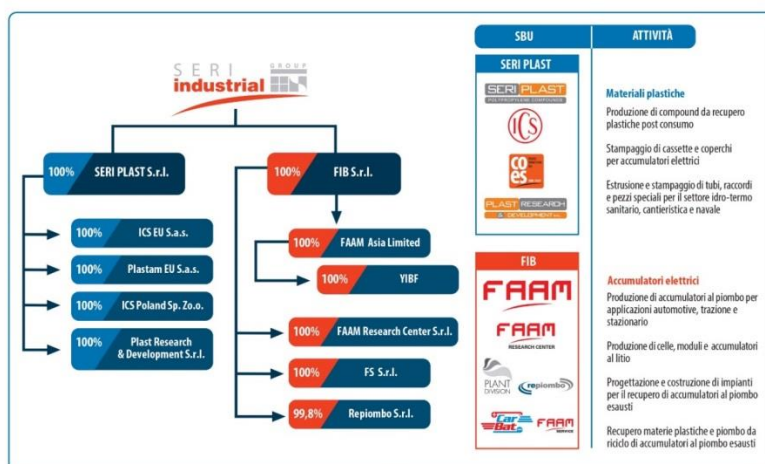 SERI GROUP
industrial
100% SERI PLAST S.r.l.
100% ICS EU S.a.s.
100% Plastam EU S.a.s.
100% ICS Poland Sp. Zo.o.
100% Plast Research
& Development S.r.l.
100% FIB S.r.l.
100% FAAM Asia Limited
100% YIBF
100% FAAM Research Center S.r.l.
100% FS S.r.l.
99,8% Repiombo S.r.l.
SBU
ATTIVITÀ
SERI PLAST
SERI PLAST
POLYPROPYLENE COMPOUNDS
ICS
coes
PLAST RESEARCH
& DEVELOPMENT
Materiali plastiche
Produzione di compound da recupero
plastiche post consumo
Stampaggio di cassette e coperchi
per accumulatori elettrici
Estrusione e stampaggio di tubi, raccordi
e pezzi speciali per il settore idro-termo
sanitario, cantieristica e navale
FIB
FAAM
FAAM
RESEARCH CENTER
PLANT
DIVISION
repiombo
Car
Bat
FAAM
SERVICE
Accumulatori elettrici
Produzione di accumulatori al piombo per
applicazioni automotive, trazione e
stazionario
Produzione di celle, moduli e accumulatori
al litio
Progettazione e costruzione di impianti
per il recupero di accumulatori al piombo
esausti
Recupero materie plastiche e piombo da
riciclo di accumulatori al piombo esausti